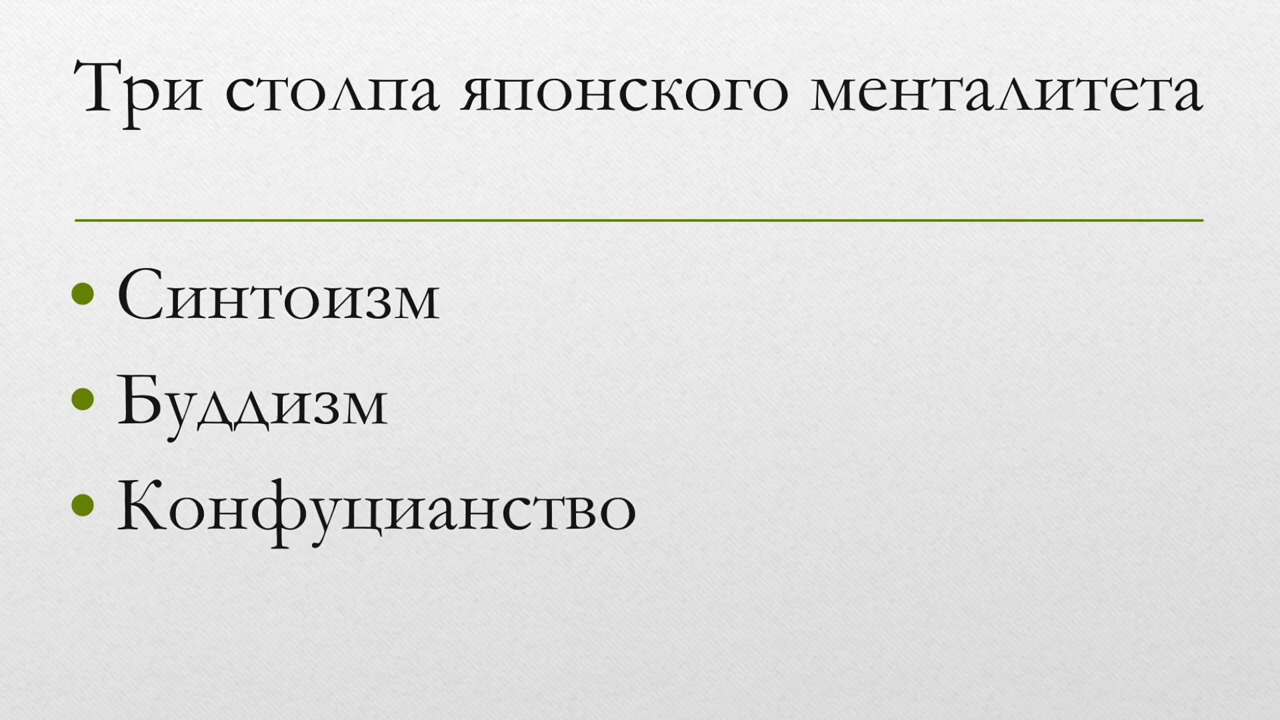 Три столпа японского менталитета
• Синтоизм
• Буддизм
• Конфуцианство